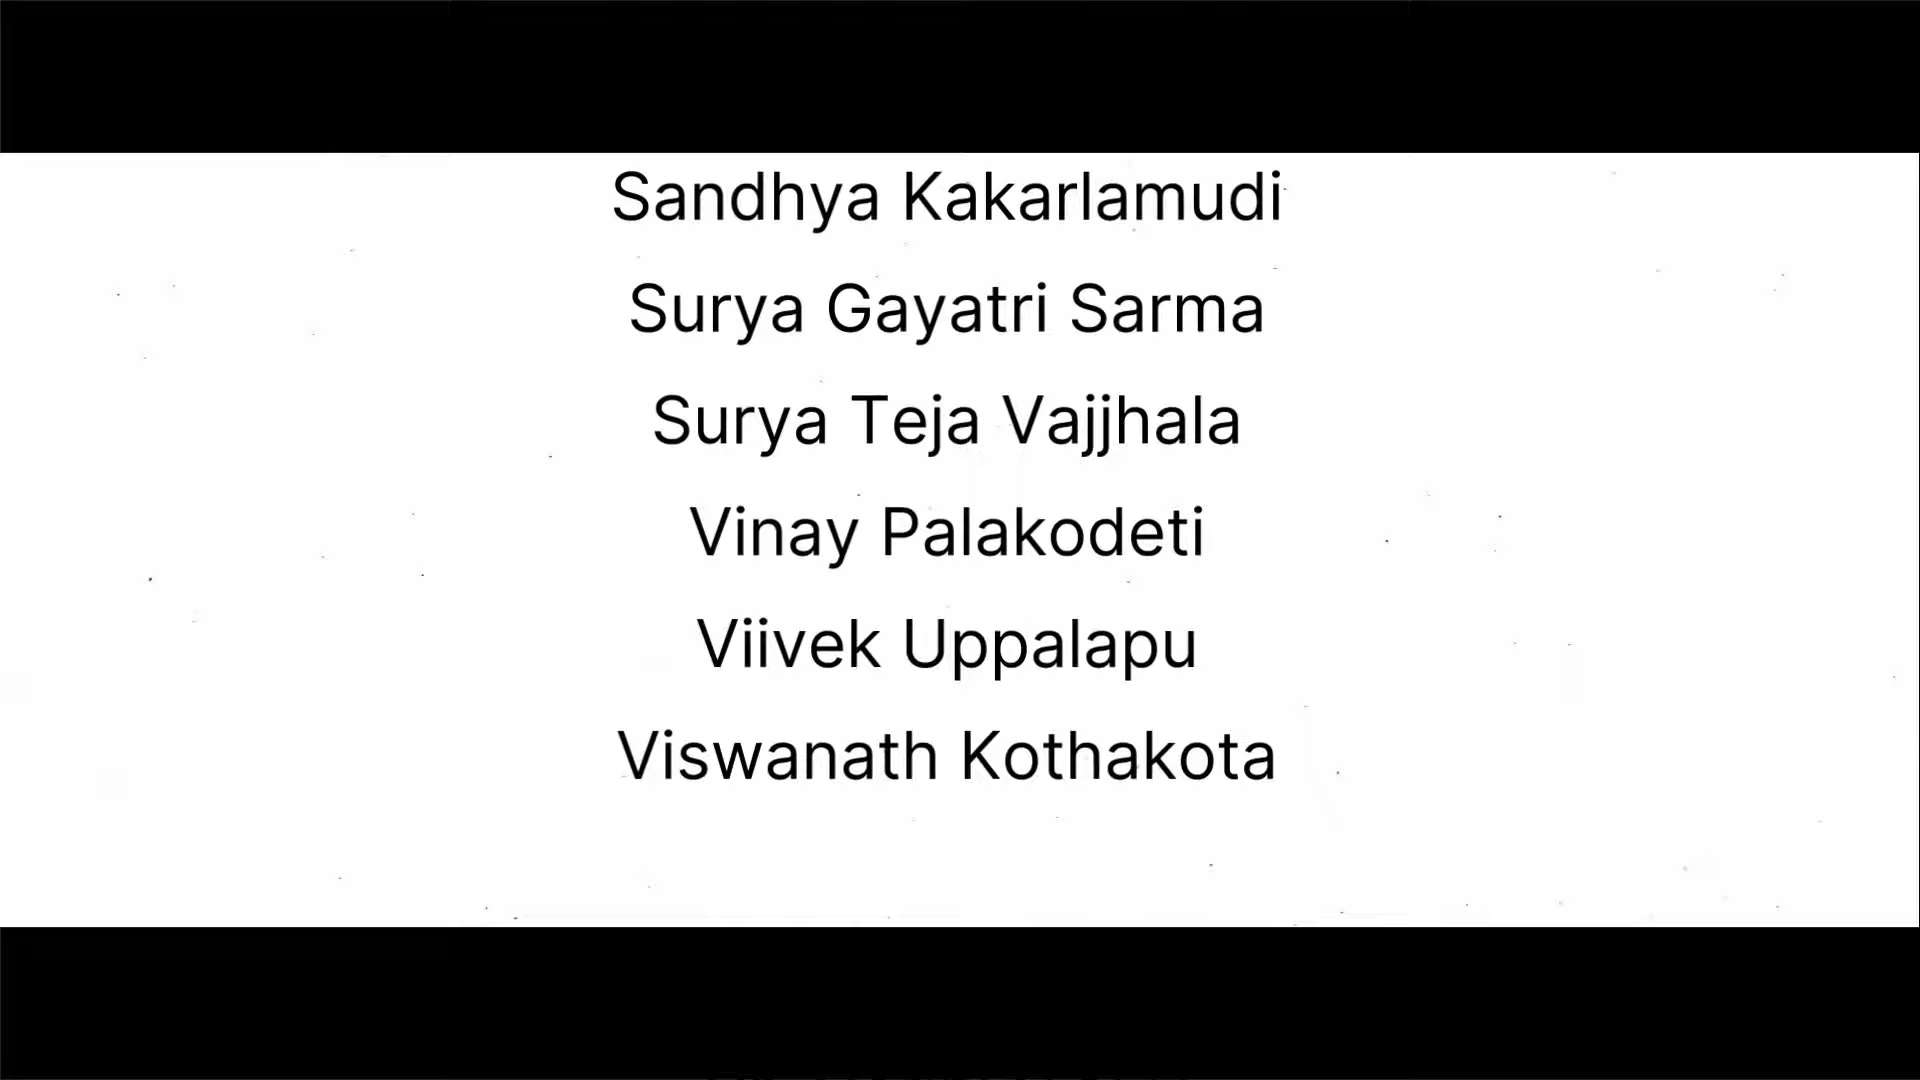 Sandhya Kakarlamudi
Surya Gayatri Sarma
Surya Teja Vajjhala
Vinay Palakodeti
Viivek Uppalapu
Viswanath Kothakota